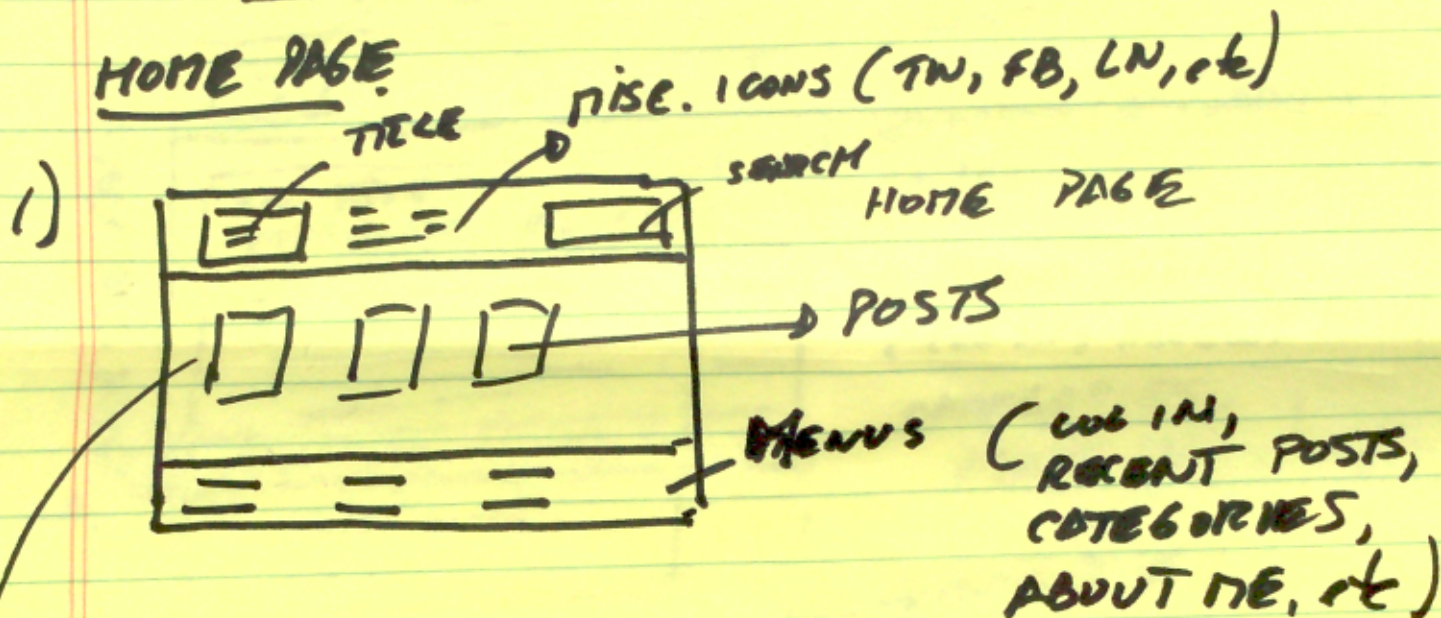 HOME PAGE
TITLE
MISC. ICONS (TW, FB, LN, etc)
1)
SEARCH
HOME PAGE
POSTS
MENUS (LOG IN,
RECENT POSTS,
CATEGORIES,
ABOUT ME, etc)